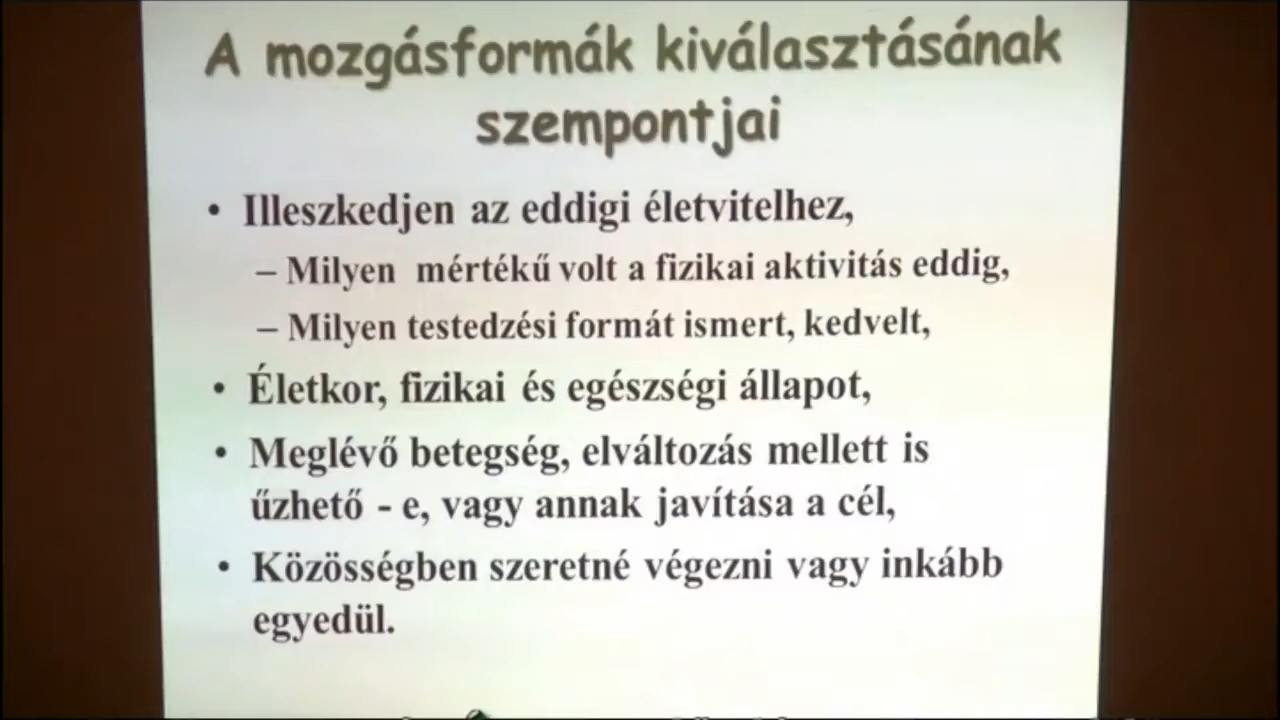 A mozgásformák kiválasztásának
szempontjai
• Illeszkedjen az eddigi életvitelhez,
– Milyen mértékű volt a fizikai aktivitás eddig,
– Milyen testedzési formát ismert, kedvelt,
• Életkor, fizikai és egészségi állapot,
• Meglévő betegség, elváltozás mellett is
űzhető - e, vagy annak javítása a cél,
• Közösségben szeretné végezni vagy inkább
egyedül.